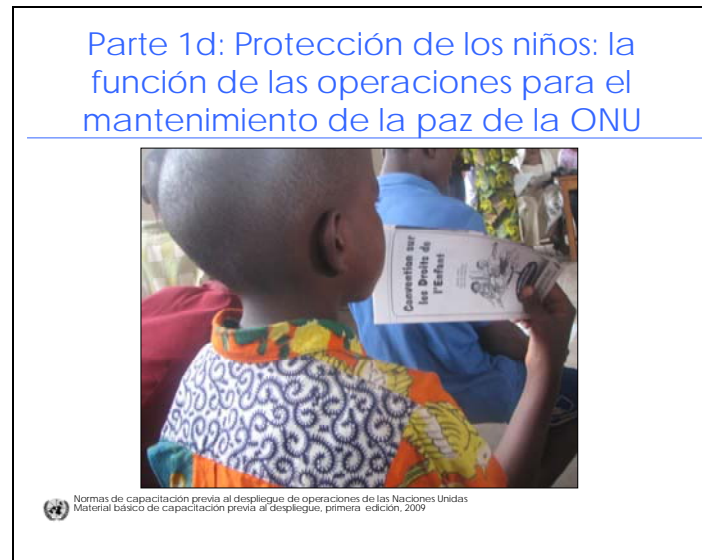 Parte 1d: Protección de los niños: la
función de las operaciones para el
mantenimiento de la paz de la ONU
Convention sur
les Droits de
l'Enfant
Normas de capacitación previa al despliegue de operaciones de las Naciones Unidas
Material básico de capacitación previa al despliegue, primera edición, 2009